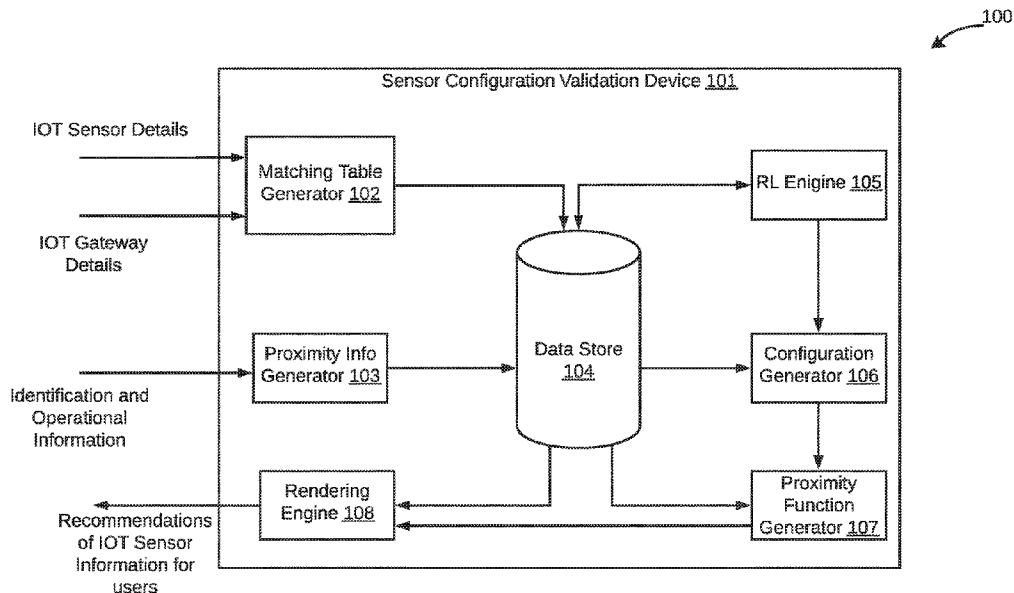 100
Sensor Configuration Validation Device 101
IOT Sensor Details
Matching Table
Generator 102
IOT Gateway
Details
RL Enigine 105
Data Store
104
Proximity Info
Generator 103
Configuration
Generator 106
Identification and
Operational
Information
Rendering
Engine 108
Proximity
Function
Generator 107
Recommendations
of IOT Sensor
Information for
users